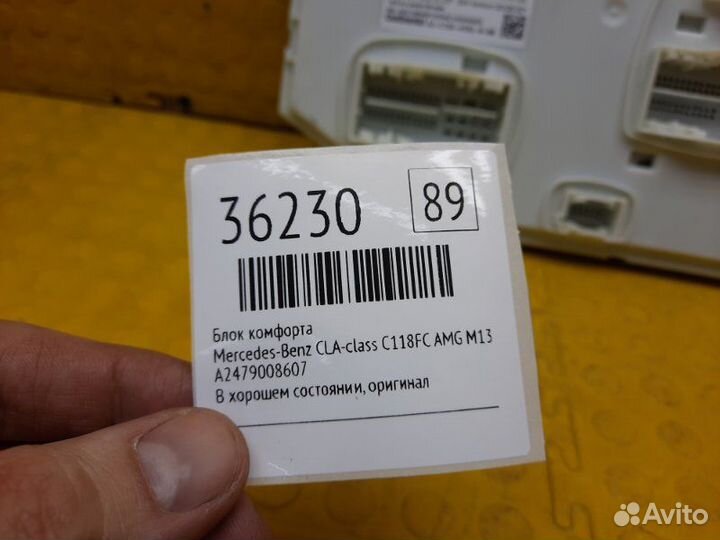 36230
89
Блок комфорта
Mercedes-Benz CLA-class C118FC AMG M13
A2479008607
В хорошем состоянии, оригинал
Avito